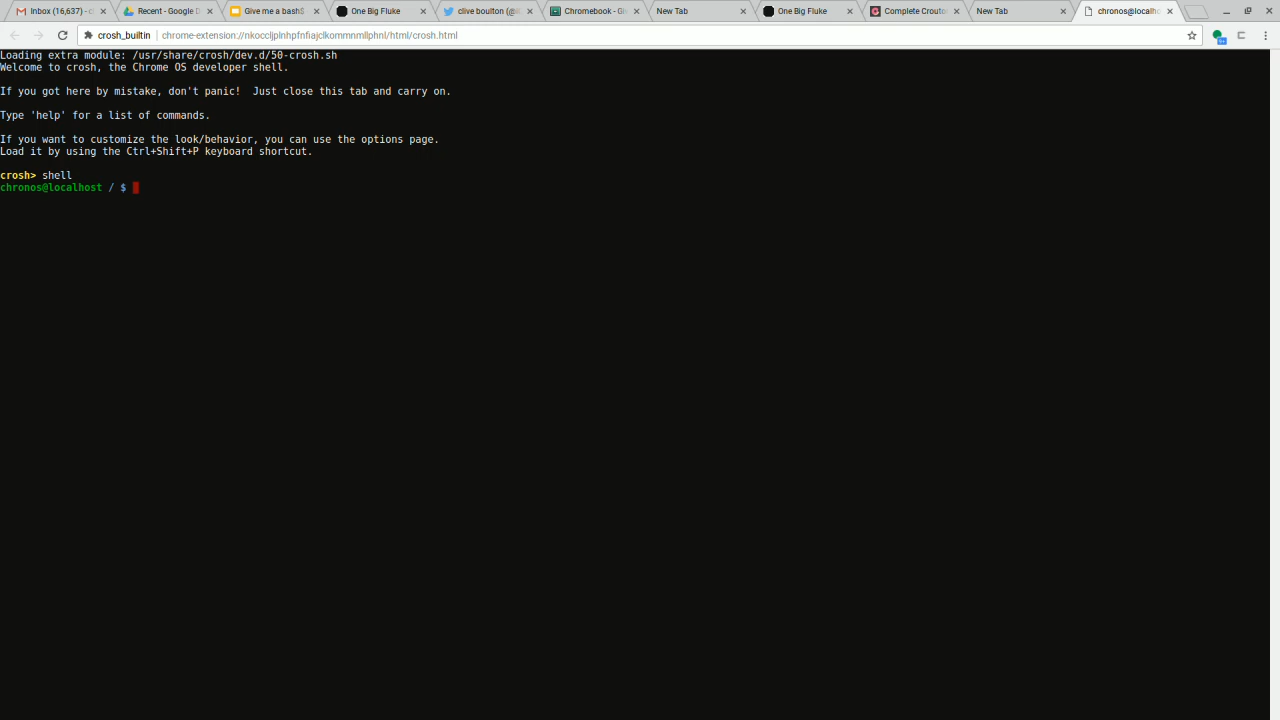 Inbox (16,637) - c
Recent - Google D
Give me a bash$
One Big Fluke
clive boulton (@
Chromebook - Gi
New Tab
One Big Fluke
Complete Crouto
New Tab
chronos@localho
crosh_builtin chrome-extension://nkoccljplnhpfnfiajclkommnmllphnl/html/crosh.html
Loading extra module: /usr/share/crosh/dev.d/50-crosh.sh
Welcome to crosh, the Chrome OS developer shell.
If you got here by mistake, don't panic!  Just close this tab and carry on.
Type 'help' for a list of commands.
If you want to customize the look/behavior, you can use the options page.
Load it by using the Ctrl+Shift+P keyboard shortcut.
crosh> shell
chronos@localhost / $